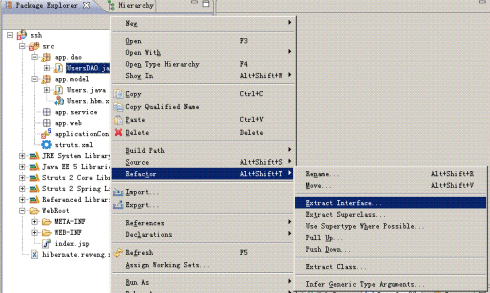 Package Explorer
Hierarchy
ssh
src
app.dao
UsersDAO.ja
app.model
Users.java
Users.hbm.x
app.service
app.web
applicationCon
struts.xml
JRE System Librar
Java EE 5 Librari
Struts 2 Core Lib
Struts 2 Spring L
Referenced Librar
WebRoot
META-INF
WEB-INF
index.jsp
hibernate.reveng.x
New
Open F3
Open With
Open Type Hierarchy F4
Show In Alt+Shift+W
Copy Ctrl+C
Copy Qualified Name
Paste Ctrl+V
Delete Delete
Build Path
Source Alt+Shift+S
Refactor Alt+Shift+T
Import...
Export...
References
Declarations
Refresh F5
Assign Working Sets...
Run As
Rename... Alt+Shift+R
Move... Alt+Shift+V
Extract Interface...
Extract Superclass...
Use Supertype Where Possible...
Pull Up...
Push Down...
Extract Class...
Infer Generic Type Arguments...